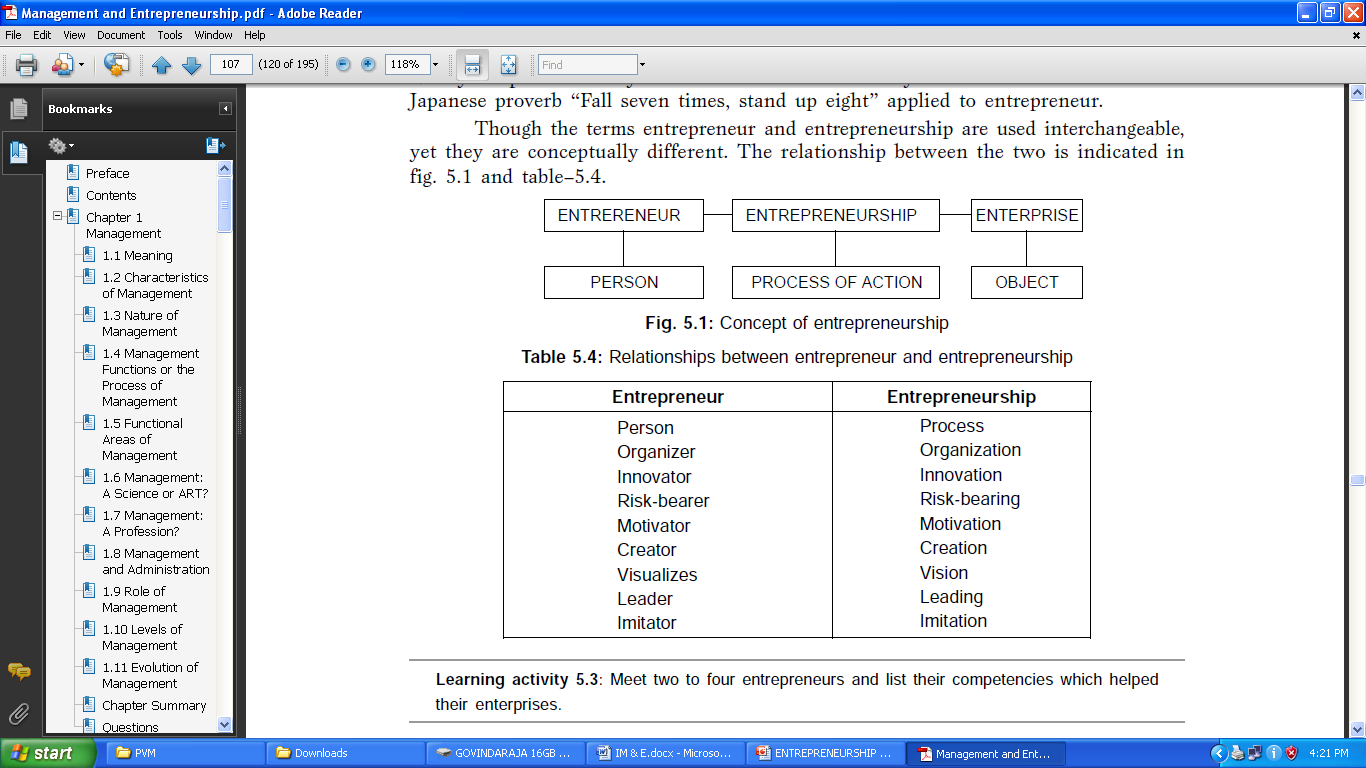 Management and Entrepreneurship.pdf - Adobe Reader
File Edit View Document Tools Window Help
107 (120 of 195) 118% Find
Bookmarks
Preface
Contents
Chapter 1
Management
1.1 Meaning
1.2 Characteristics
of Management
1.3 Nature of
Management
1.4 Management
Functions or the
Process of
Management
1.5 Functional
Areas of
Management
1.6 Management:
A Science or ART?
1.7 Management:
A Profession?
1.8 Management
and Administration
1.9 Role of
Management
1.10 Levels of
Management
1.11 Evolution of
Management
Chapter Summary
Questions
Japanese proverb “Fall seven times, stand up eight” applied to entrepreneur.
Though the terms entrepreneur and entrepreneurship are used interchangeable,
yet they are conceptually different. The relationship between the two is indicated in
fig. 5.1 and table–5.4.
ENTRERENEUR ENTREPRENEURSHIP ENTERPRISE
PERSON PROCESS OF ACTION OBJECT
Fig. 5.1: Concept of entrepreneurship
Table 5.4: Relationships between entrepreneur and entrepreneurship
Entrepreneur Entrepreneurship
Person Process
Organizer Organization
Innovator Innovation
Risk-bearer Risk-bearing
Motivator Motivation
Creator Creation
Visualizes Vision
Leader Leading
Imitator Imitation
Learning activity 5.3: Meet two to four entrepreneurs and list their competencies which helped
their enterprises.
start PVM Downloads GOVINDARAJA 16GB ... IM & E.docx - Microso... ENTREPRENEURSHIP ... Management and Ent... 4:21 PM